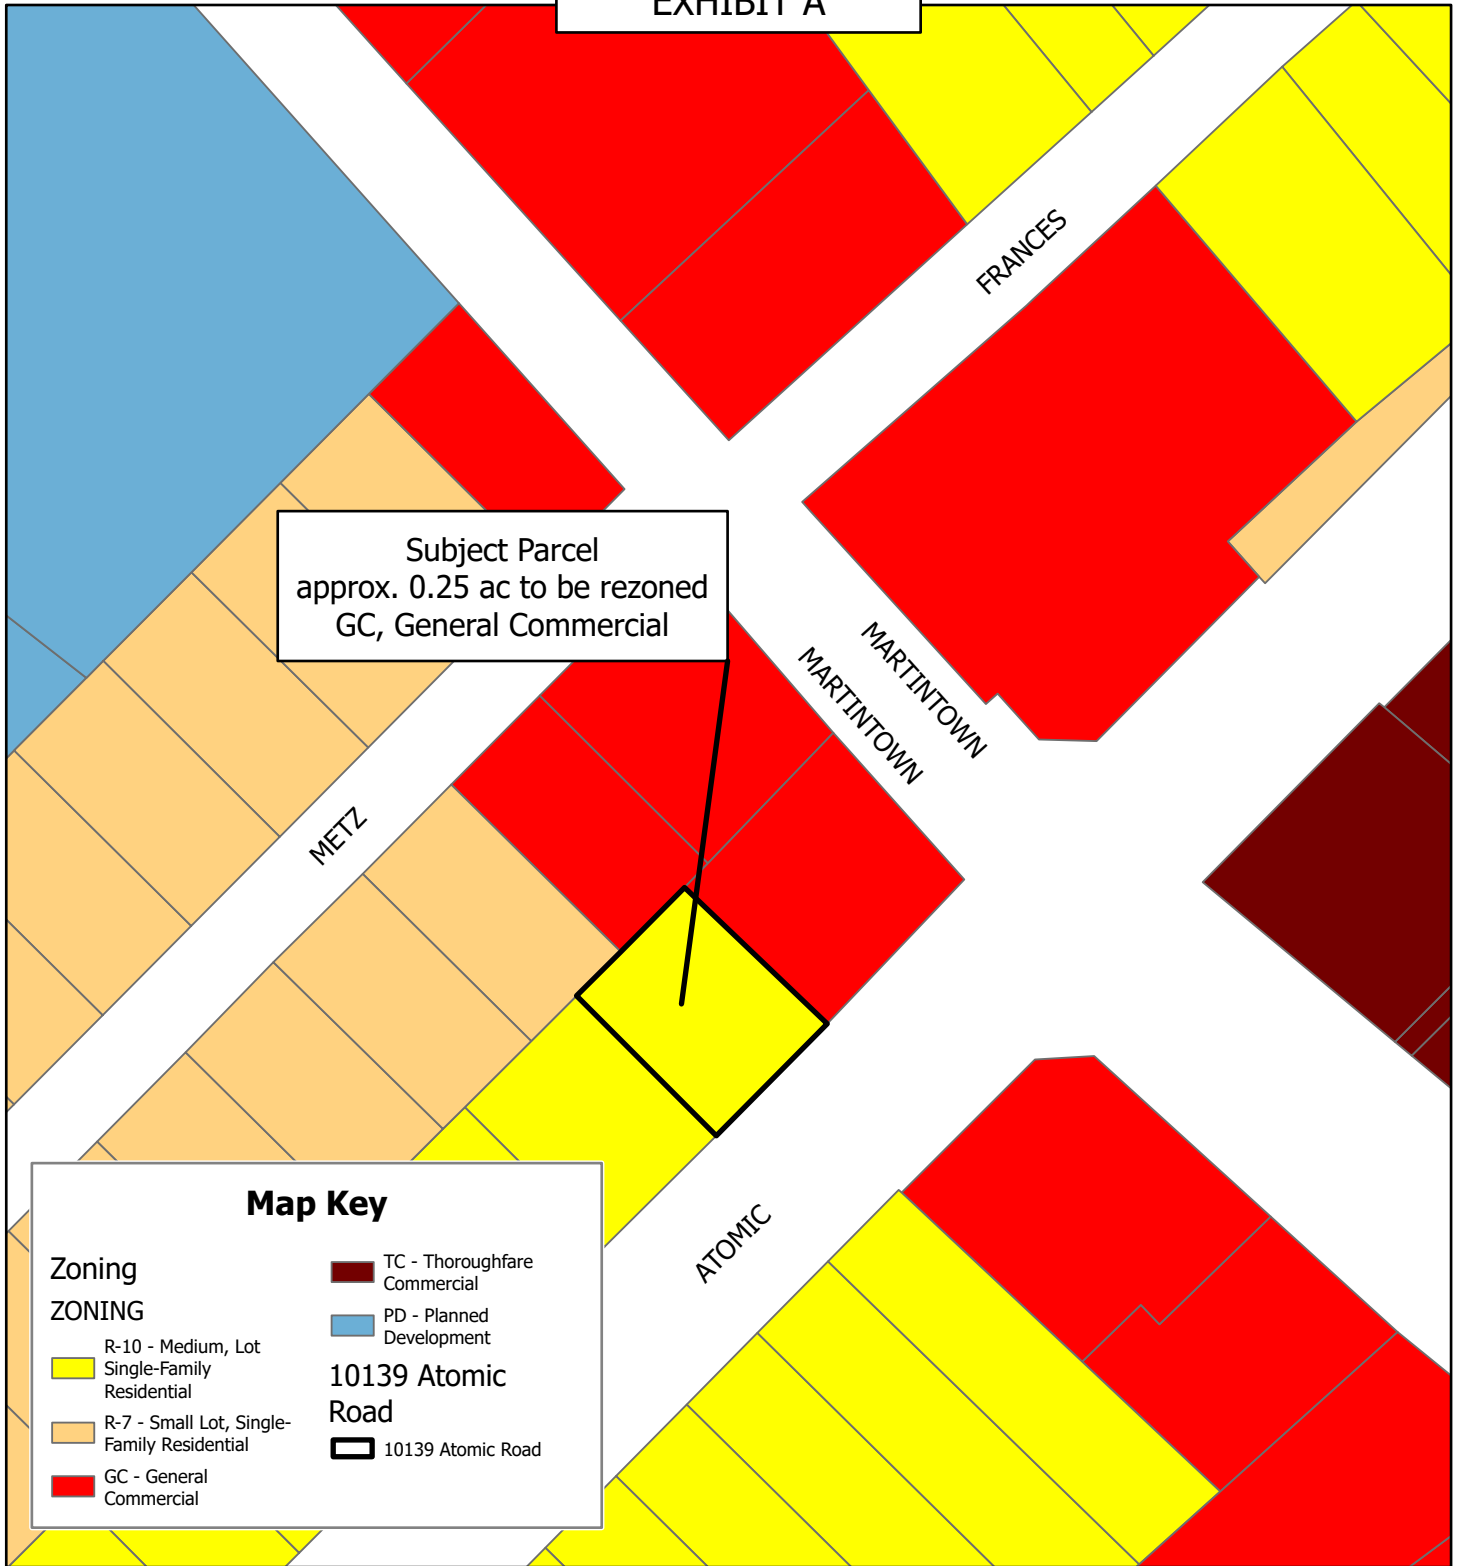 EXHIBIT A
FRANCES
Subject Parcel
approx. 0.25 ac to be rezoned
GC, General Commercial
MARTINTOWN
MARTINTOWN
METZ
ATOMIC
Map Key
Zoning
ZONING
R-10 - Medium, Lot
Single-Family
Residential
R-7 - Small Lot, Single-
Family Residential
GC - General
Commercial
TC - Thoroughfare
Commercial
PD - Planned
Development
10139 Atomic
Road
10139 Atomic Road